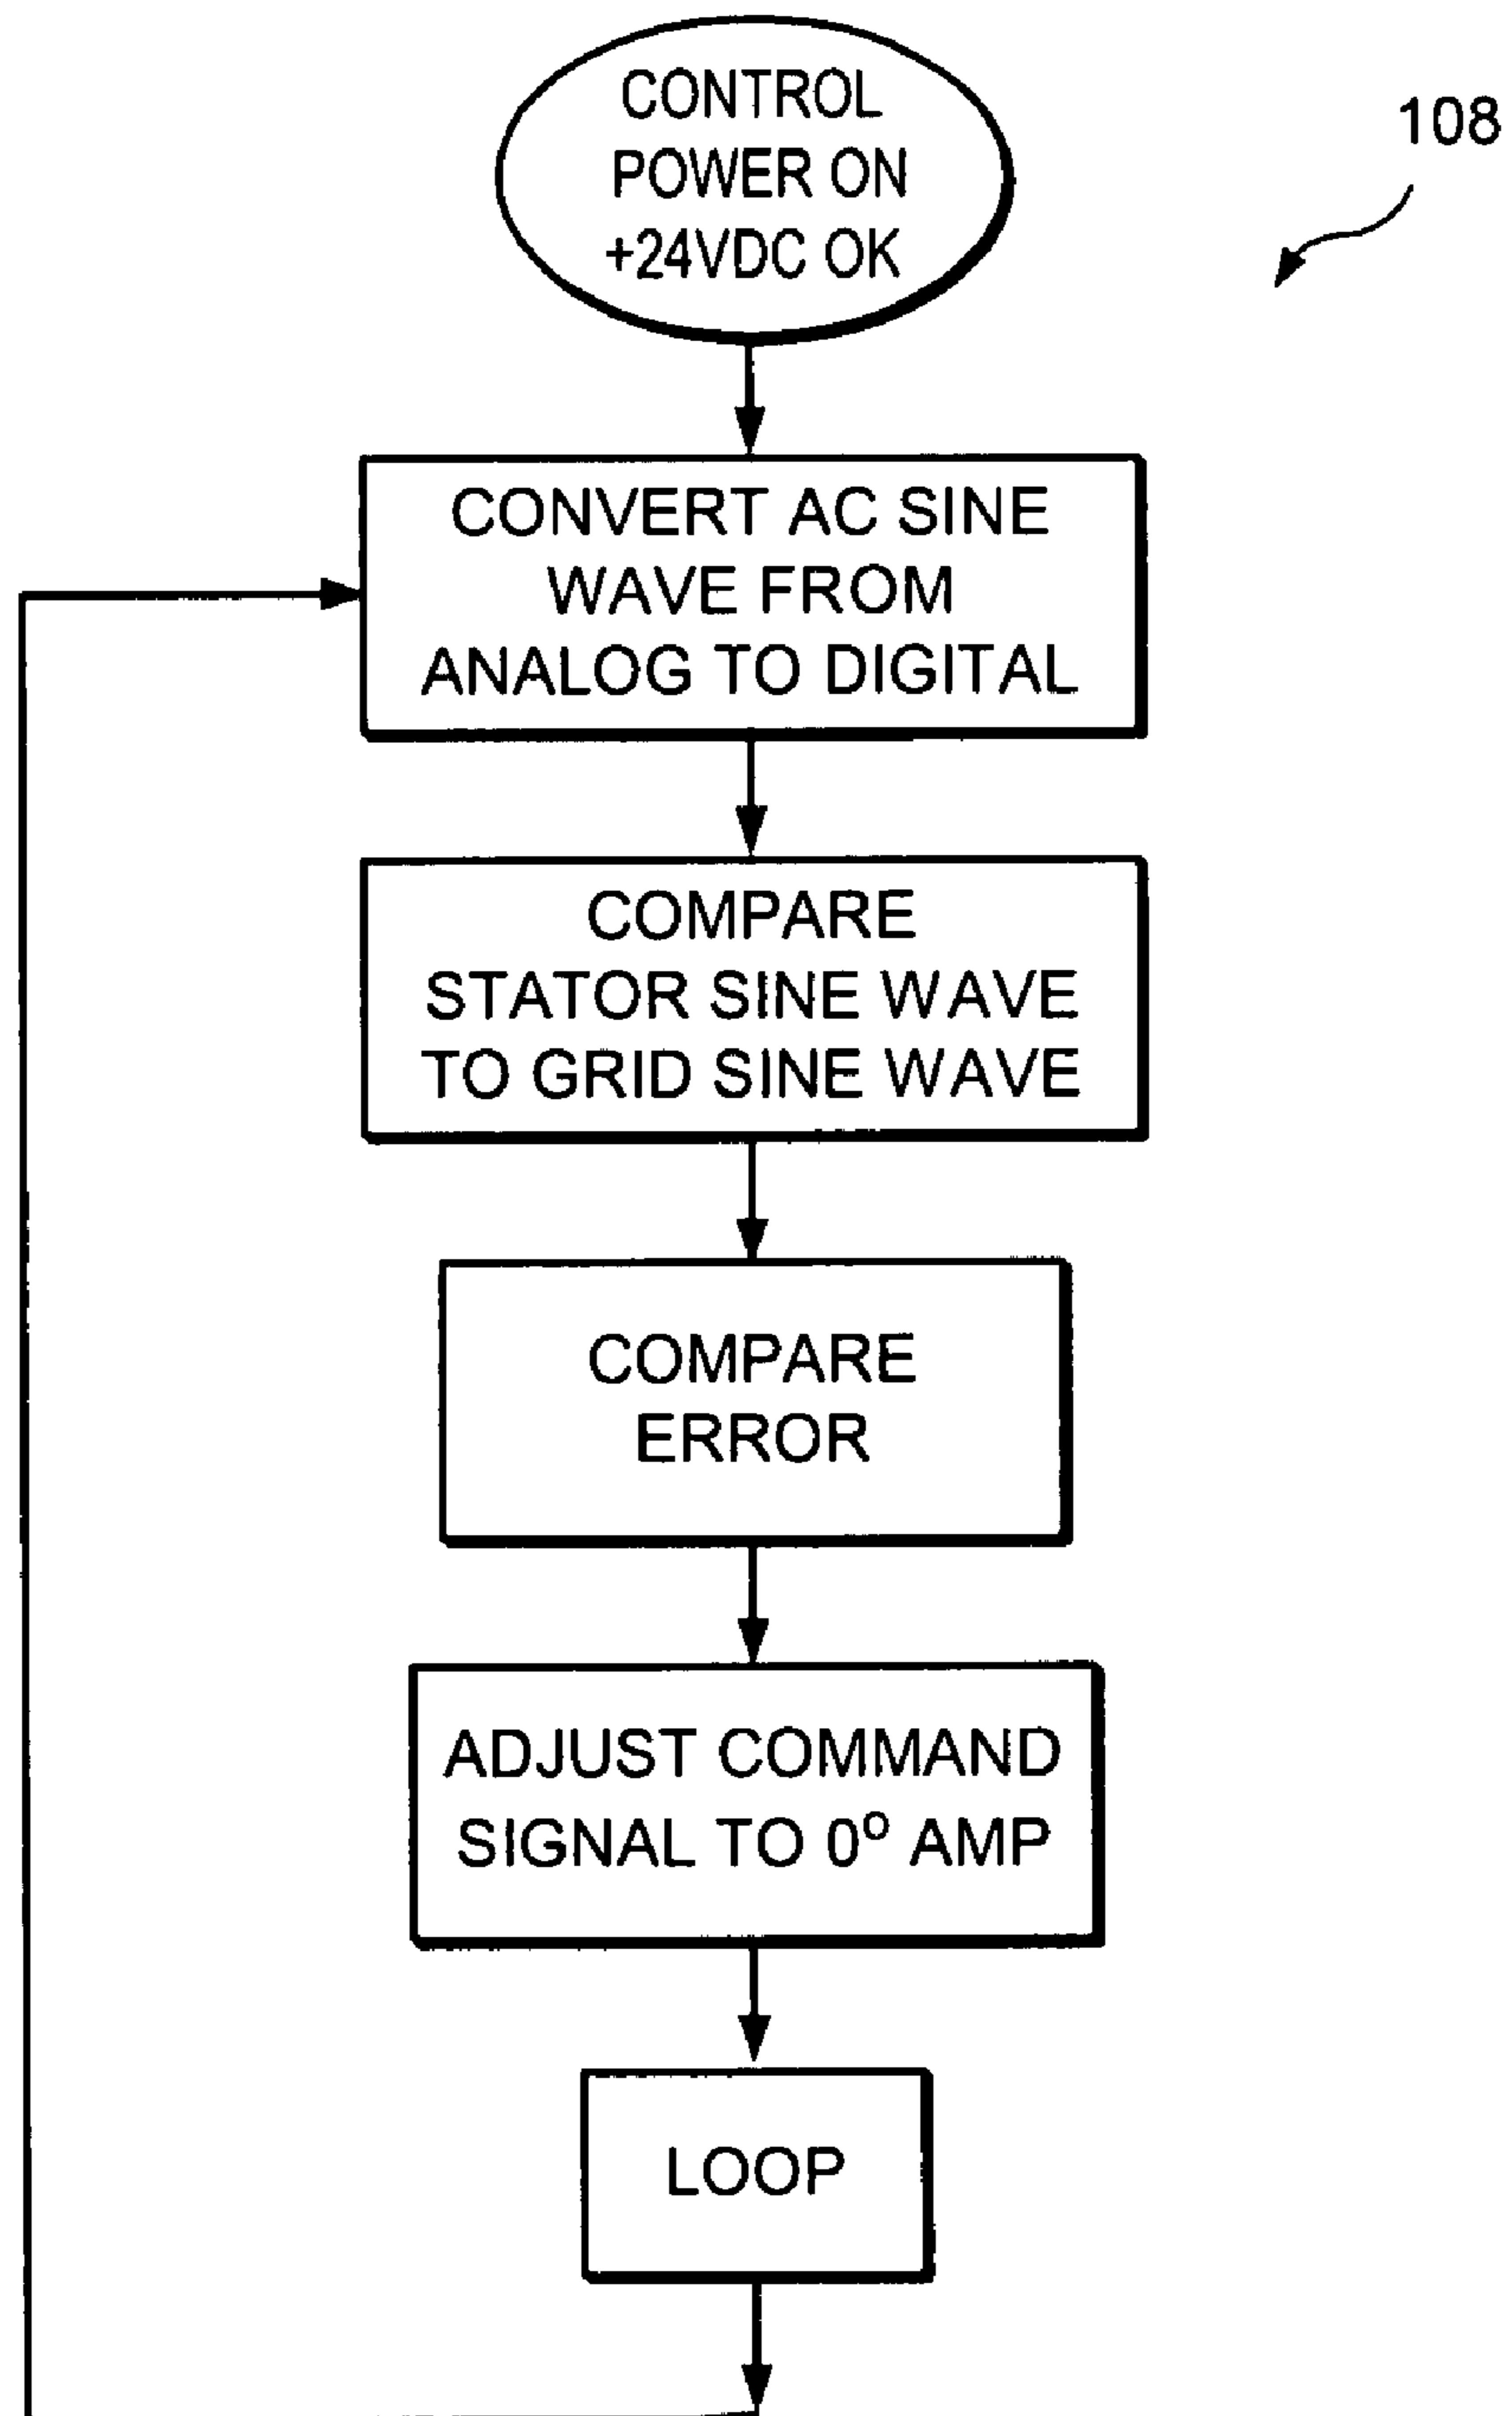 CONTROL
POWER ON
+24VDC OK
108
CONVERT AC SINE
WAVE FROM
ANALOG TO DIGITAL
COMPARE
STATOR SINE WAVE
TO GRID SINE WAVE
COMPARE
ERROR
ADJUST COMMAND
SIGNAL TO 0° AMP
LOOP